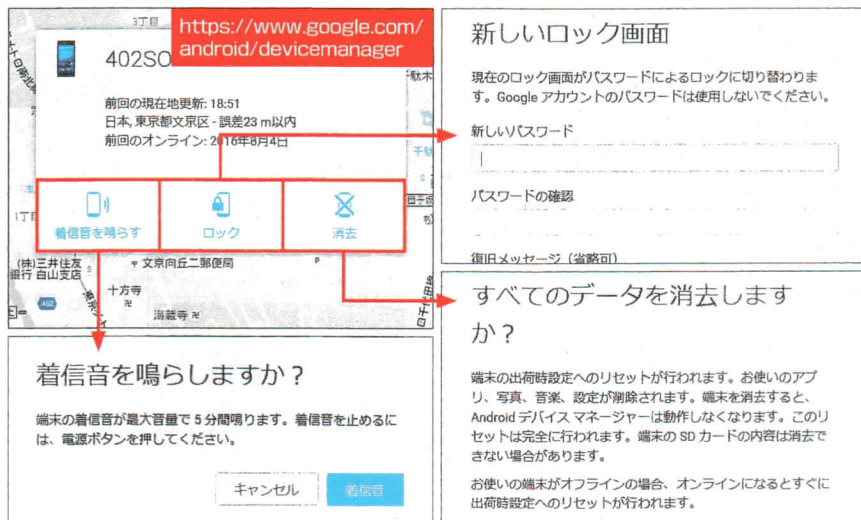 3丁目
https://www.google.com/
android/devicemanager
402SO
千駄木
前回の現在地更新: 18:51
日本, 東京都文京区 - 誤差23 m以内
前回のオンライン: 2016年8月4日
1丁目
着信音を鳴らす
ロック
消去
(株)三井住友
銀行 白山支店
〒文京向丘二郵便局
P
452
十方寺
海蔵寺
新しいロック画面
現在のロック画面がパスワードによるロックに切り替わりま
す。Google アカウントのパスワードは使用しないでください。
新しいパスワード
パスワードの確認
復旧メッセージ（省略可）
着信音を鳴らしますか？
端末の着信音が最大音量で 5 分間鳴ります。着信音を止めるに
は、電源ボタンを押してください。
キャンセル
着信音
すべてのデータを消去します
か？
端末の出荷時設定へのリセットが行われます。お使いのアプ
リ、写真、音楽、設定が削除されます。端末を消去すると、
Android デバイス マネージャーは動作しなくなります。このリ
セットは完全に行われます。端末の SD カードの内容は消去で
きない場合があります。
お使いの端末がオフラインの場合、オンラインになるとすぐに
出荷時設定へのリセットが行われます。